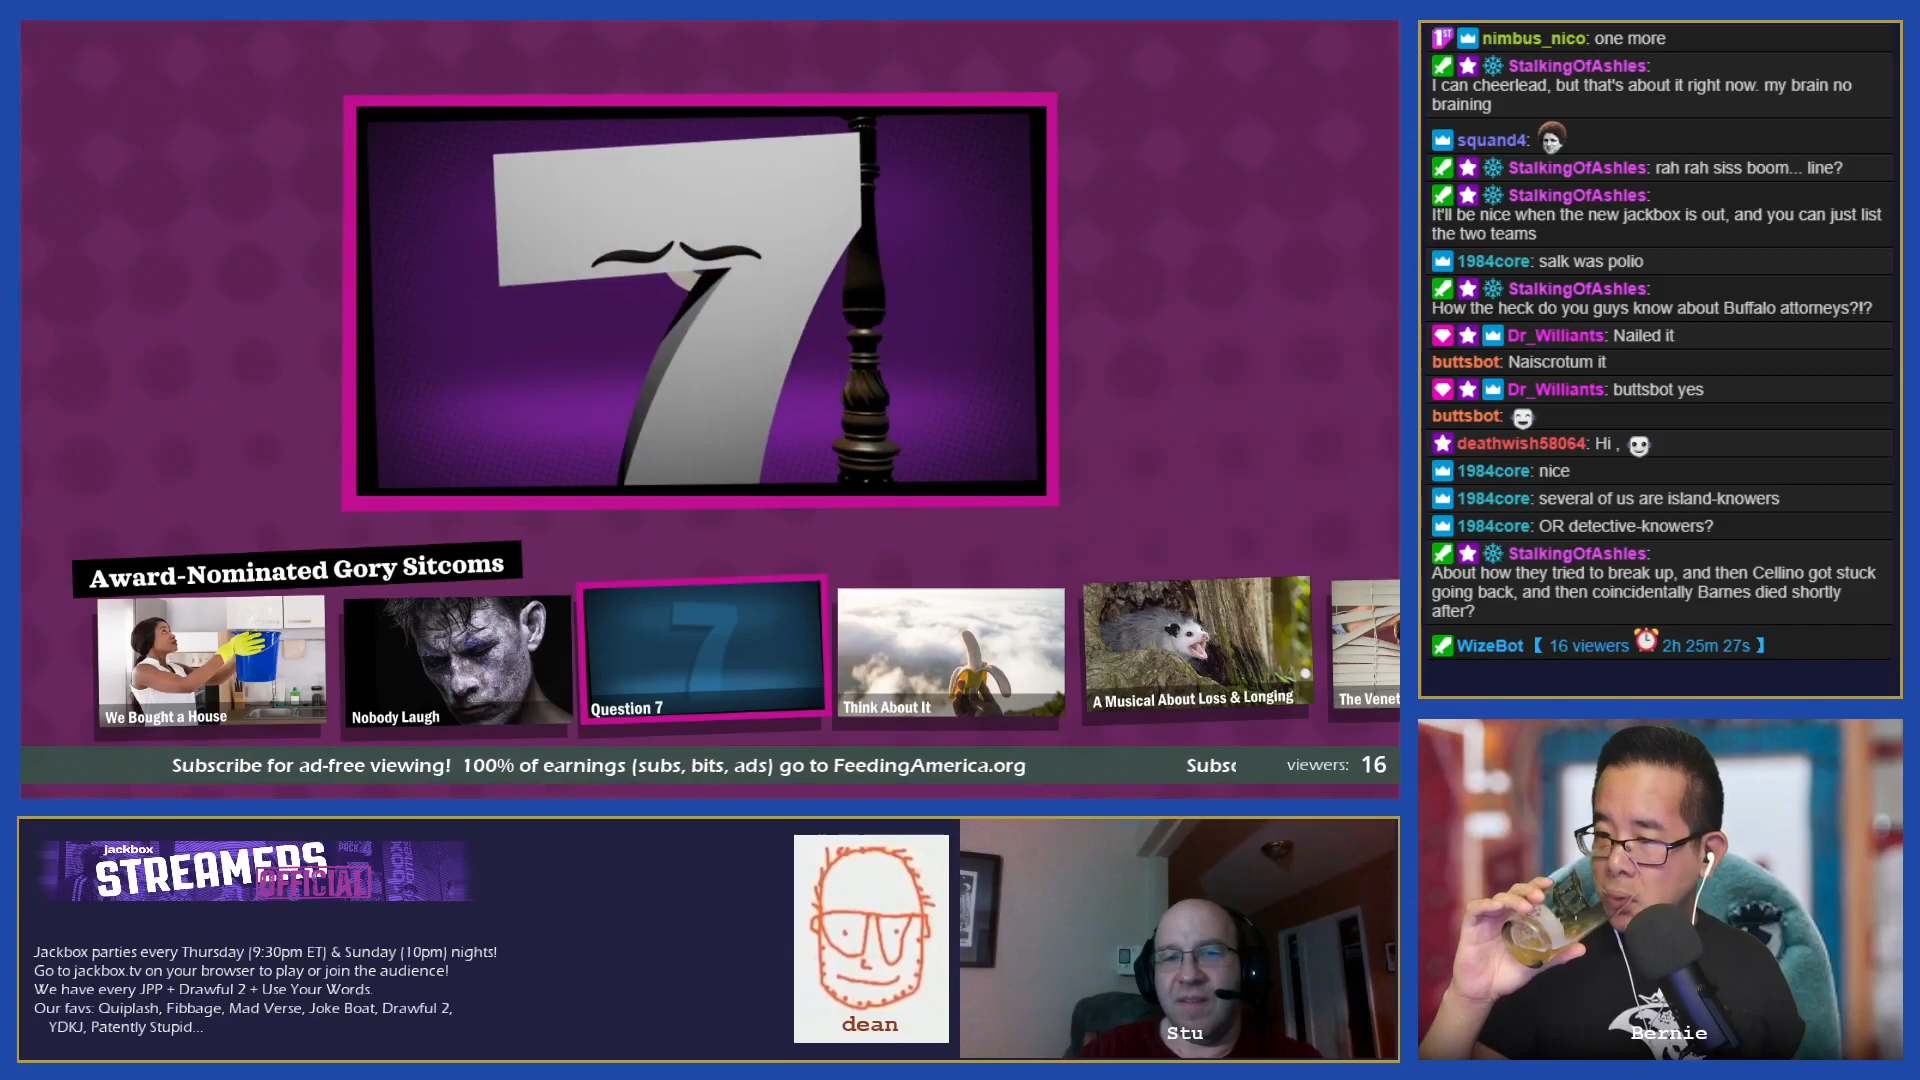 7
Award-Nominated Gory Sitcoms
We Bought a House
Nobody Laugh
7
Question 7
Think About It
A Musical About Loss & Longing
The Venet
Subscribe for ad-free viewing!  100% of earnings (subs, bits, ads) go to FeedingAmerica.org
Subsc
viewers: 16
jackbox
STREAMERS
OFFICIAL
Jackbox parties every Thursday (9:30pm ET) & Sunday (10pm) nights!
Go to jackbox.tv on your browser to play or join the audience!
We have every JPP + Drawful 2 + Use Your Words.
Our favs: Quiplash, Fibbage, Mad Verse, Joke Boat, Drawful 2,
YDKJ, Patently Stupid...
dean
Stu
1ST nimbus_nico: one more
StalkingOfAshles:
I can cheerlead, but that's about it right now. my brain no
braining
squand4:
StalkingOfAshles: rah rah siss boom... line?
StalkingOfAshles:
It'll be nice when the new jackbox is out, and you can just list
the two teams
1984core: salk was polio
StalkingOfAshles:
How the heck do you guys know about Buffalo attorneys?!?
Dr_Williants: Nailed it
buttsbot: Naiscrotum it
Dr_Williants: buttsbot yes
buttsbot:
deathwish58064: Hi ,
1984core: nice
1984core: several of us are island-knowers
1984core: OR detective-knowers?
StalkingOfAshles:
About how they tried to break up, and then Cellino got stuck
going back, and then coincidentally Barnes died shortly
after?
WizeBot 【 16 viewers 2h 25m 27s 】
Bernie